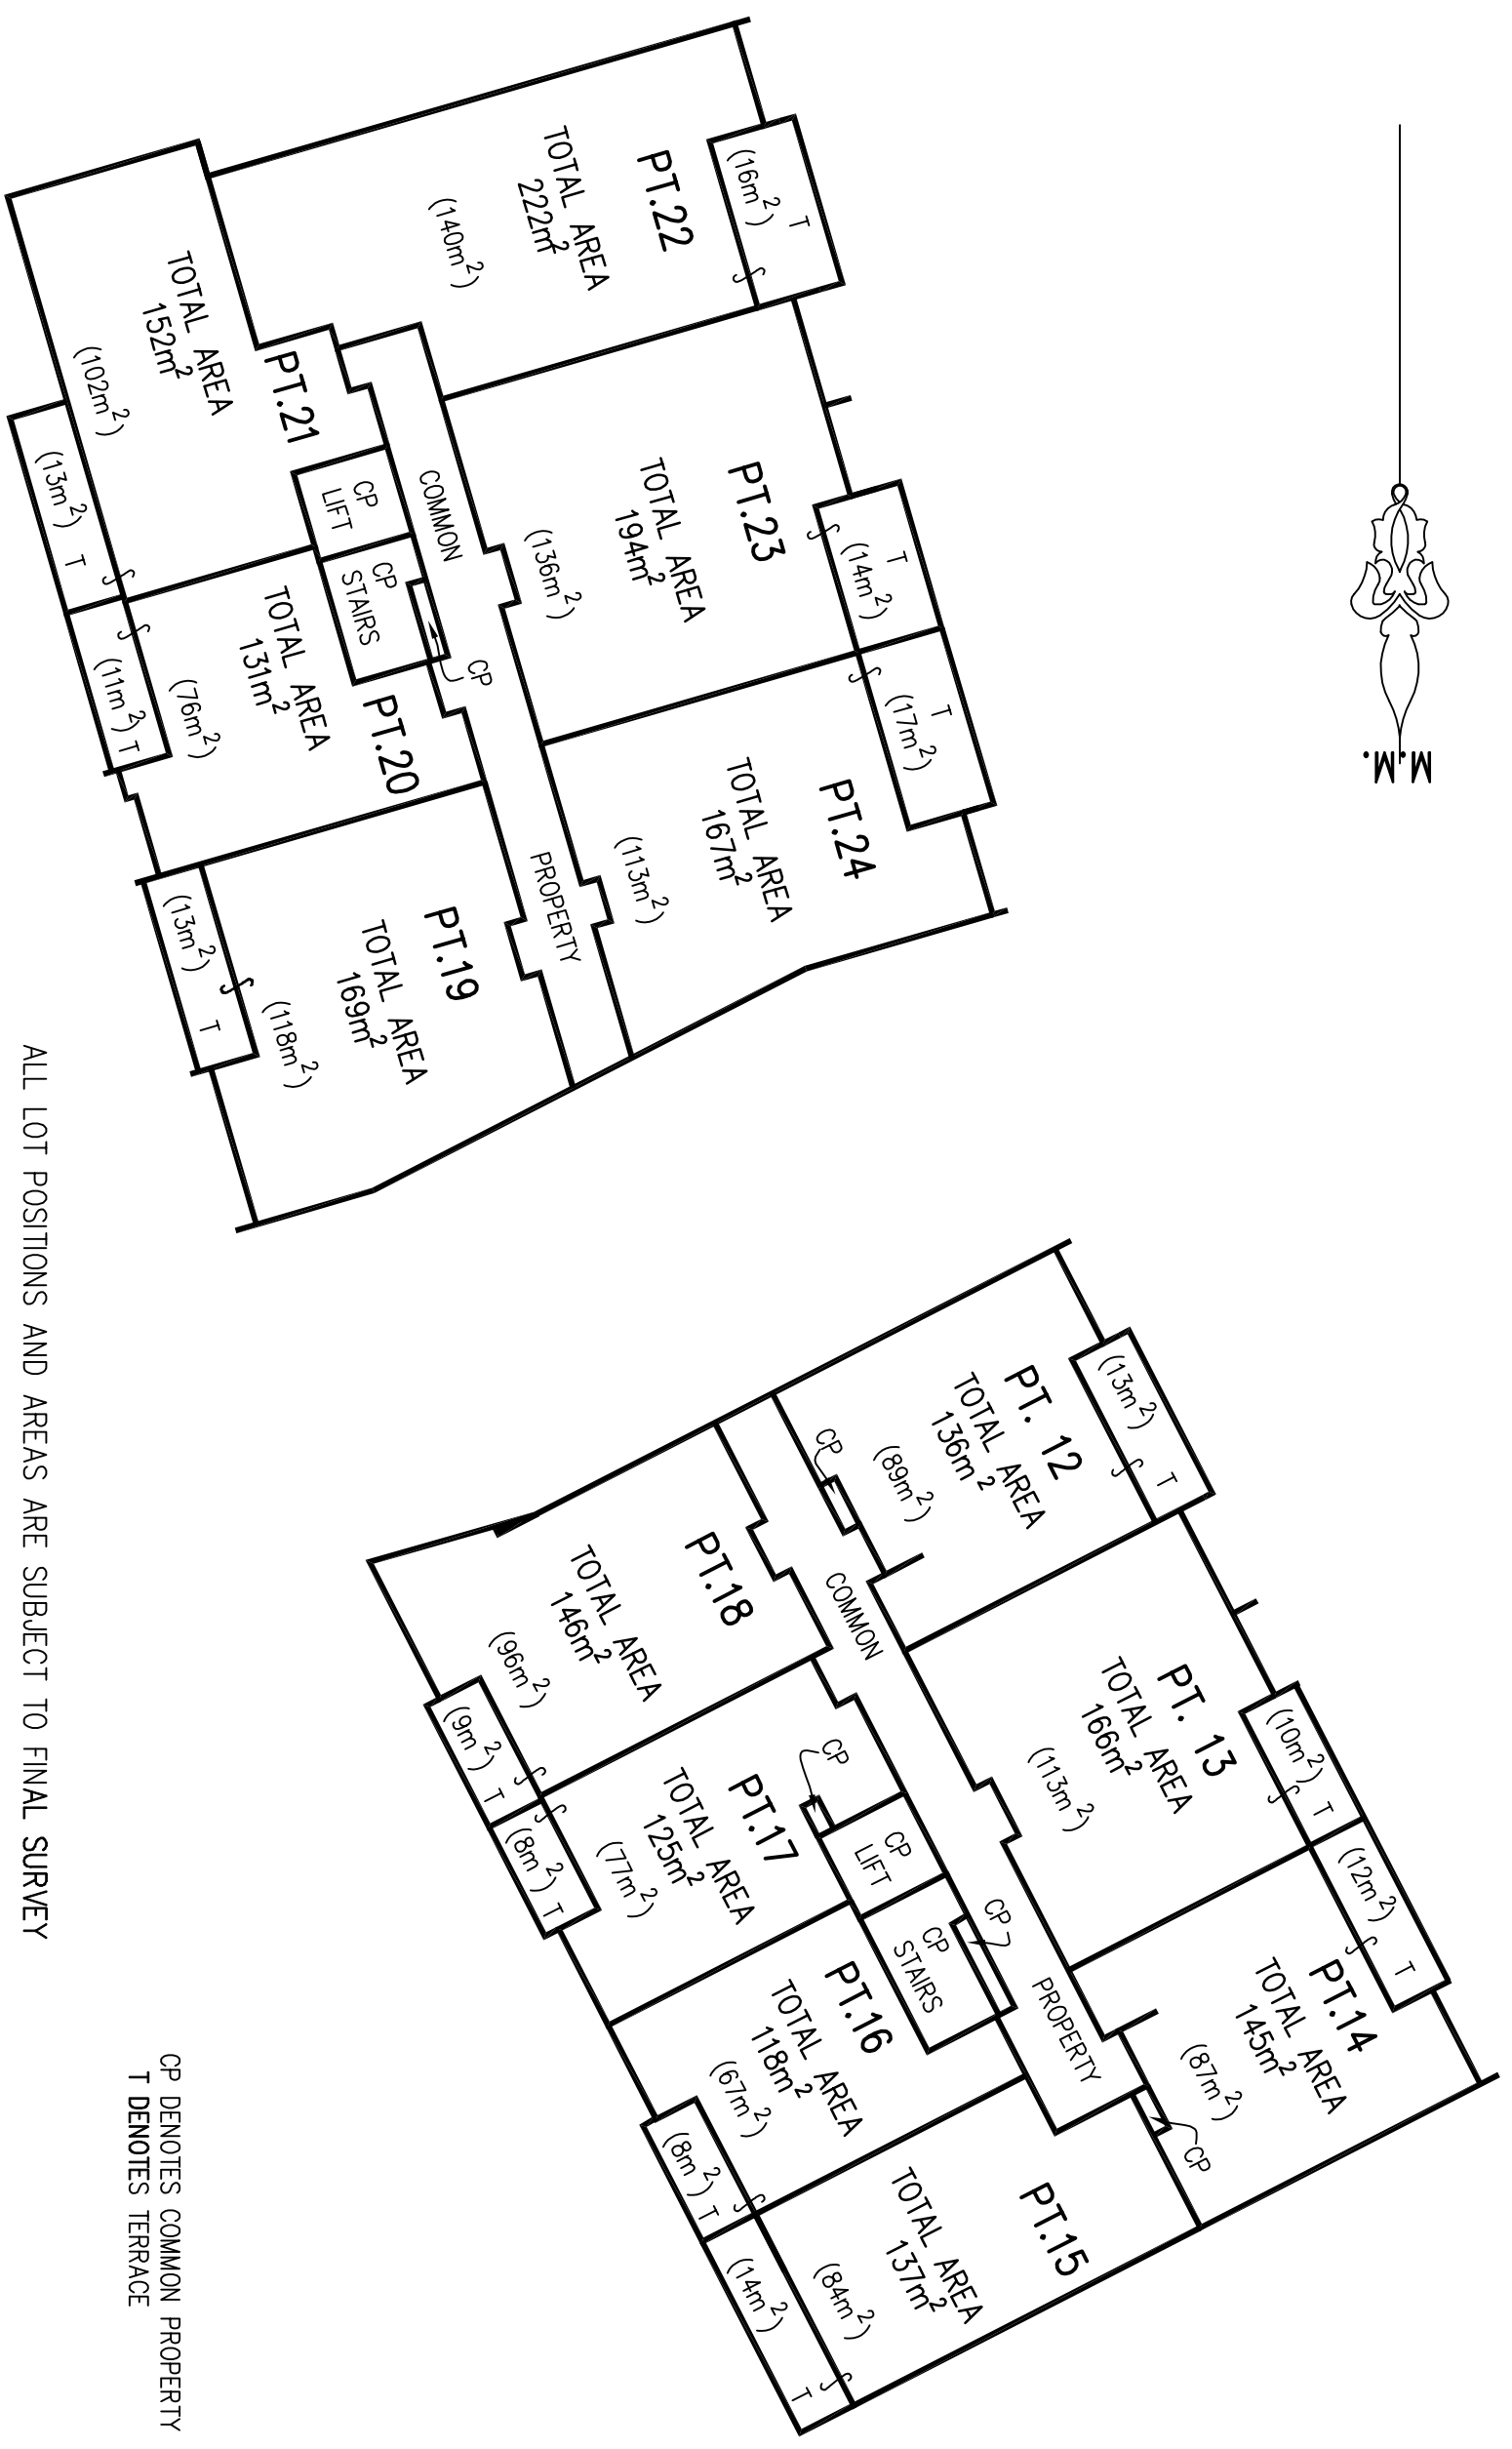 M.M.
PT.22
TOTAL AREA
222m²
(140m²)
(16m²)
T
PT.23
TOTAL AREA
194m²
(136m²)
T
(14m²)
PT.24
TOTAL AREA
167m²
(113m²)
T
(17m²)
PT.21
TOTAL AREA
152m²
(102m²)
(13m²) T
CP
LIFT
CP
STAIRS
COMMON
PROPERTY
CP
PT.20
TOTAL AREA
131m²
(76m²)
(11m²) T
PT.19
TOTAL AREA
169m²
(118m²)
(13m²) T
PT. 12
TOTAL AREA
136m²
(89m²)
(13m²) T
CP
PT. 13
TOTAL AREA
166m²
(113m²)
(10m²) T
PT.14
TOTAL AREA
145m²
(87m²)
(12m²) T
CP
COMMON
PROPERTY
PT.18
TOTAL AREA
146m²
(96m²)
(9m²) T
PT.17
TOTAL AREA
125m²
(77m²)
(8m²) T
CP
CP
LIFT
CP
STAIRS
CP
PT.16
TOTAL AREA
118m²
(67m²)
(8m²) T
PT.15
TOTAL AREA
137m²
(84m²)
(14m²) T
CP DENOTES COMMON PROPERTY
T DENOTES TERRACE
ALL LOT POSITIONS AND AREAS ARE SUBJECT TO FINAL SURVEY